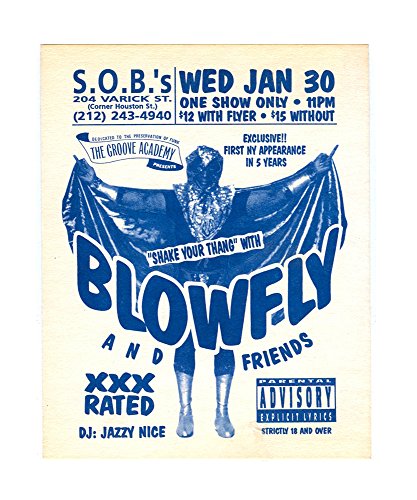 S.O.B.'s
204 VARICK ST.
(Corner Houston St.)
(212) 243-4940
WED JAN 30
ONE SHOW ONLY • 11PM
$12 WITH FLYER • $15 WITHOUT
DEDICATED TO THE PRESERVATION OF FUNK
THE GROOVE ACADEMY
PRESENTS
EXCLUSIVE!!
FIRST NY APPEARANCE
IN 5 YEARS
"SHAKE YOUR THANG" WITH
BLOWFLY
AND FRIENDS
XXX
RATED
DJ: JAZZY NICE
PARENTAL
ADVISORY
EXPLICIT LYRICS
STRICTLY 18 AND OVER